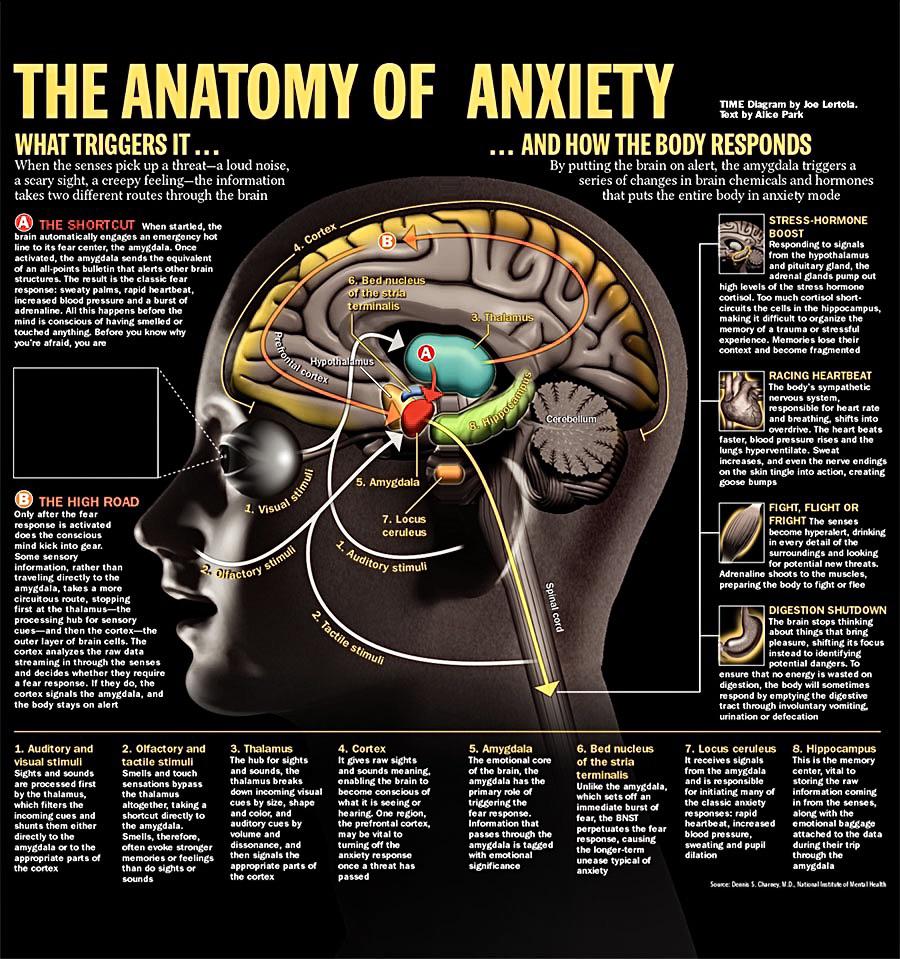 THE ANATOMY OF ANXIETY
TIME Diagram by Joe Lertola.
Text by Alice Park
WHAT TRIGGERS IT ...
When the senses pick up a threat—a loud noise,
a scary sight, a creepy feeling—the information
takes two different routes through the brain
... AND HOW THE BODY RESPONDS
By putting the brain on alert, the amygdala triggers a
series of changes in brain chemicals and hormones
that puts the entire body in anxiety mode
A THE SHORTCUT When startled, the
brain automatically engages an emergency hot
line to its fear center, the amygdala. Once
activated, the amygdala sends the equivalent
of an all-points bulletin that alerts other brain
structures. The result is the classic fear
response: sweaty palms, rapid heartbeat,
increased blood pressure and a burst of
adrenaline. All this happens before the
mind is conscious of having smelled or
touched anything. Before you know why
you're afraid, you are
B THE HIGH ROAD
Only after the fear
response is activated
does the conscious
mind kick into gear.
Some sensory
information, rather than
traveling directly to the
amygdala, takes a more
circuitous route, stopping
first at the thalamus—the
processing hub for sensory
cues—and then the cortex—the
outer layer of brain cells. The
cortex analyzes the raw data
streaming in through the senses
and decides whether they require
a fear response. If they do, the
cortex signals the amygdala, and
the body stays on alert
4. Cortex
B
6. Bed nucleus
of the stria
terminalis
3. Thalamus
A
Hypothalamus
Prefrontal cortex
8. Hippocampus
Cerebellum
5. Amygdala
1. Visual stimuli
7. Locus
ceruleus
2. Olfactory stimuli
1. Auditory stimuli
2. Tactile stimuli
Spinal cord
STRESS-HORMONE
BOOST
Responding to signals
from the hypothalamus
and pituitary gland, the
adrenal glands pump out
high levels of the stress hormone
cortisol. Too much cortisol short-
circuits the cells in the hippocampus,
making it difficult to organize the
memory of a trauma or stressful
experience. Memories lose their
context and become fragmented
RACING HEARTBEAT
The body's sympathetic
nervous system,
responsible for heart rate
and breathing, shifts into
overdrive. The heart beats
faster, blood pressure rises and the
lungs hyperventilate. Sweat
increases, and even the nerve endings
on the skin tingle into action, creating
goose bumps
FIGHT, FLIGHT OR
FRIGHT The senses
become hyperalert, drinking
in every detail of the
surroundings and looking
for potential new threats.
Adrenaline shoots to the muscles,
preparing the body to fight or flee
DIGESTION SHUTDOWN
The brain stops thinking
about things that bring
pleasure, shifting its focus
instead to identifying
potential dangers. To
ensure that no energy is wasted on
digestion, the body will sometimes
respond by emptying the digestive
tract through involuntary vomiting,
urination or defecation
1. Auditory and
visual stimuli
Sights and sounds
are processed first
by the thalamus,
which filters the
incoming cues and
shunts them either
directly to the
amygdala or to the
appropriate parts of
the cortex
2. Olfactory and
tactile stimuli
Smells and touch
sensations bypass
the thalamus
altogether, taking a
shortcut directly to
the amygdala.
Smells, therefore,
often evoke stronger
memories or feelings
than do sights or
sounds
3. Thalamus
The hub for sights
and sounds, the
thalamus breaks
down incoming visual
cues by size, shape
and color, and
auditory cues by
volume and
dissonance, and
then signals the
appropriate parts of
the cortex
4. Cortex
It gives raw sights
and sounds meaning,
enabling the brain to
become conscious of
what it is seeing or
hearing. One region,
the prefrontal cortex,
may be vital to
turning off the
anxiety response
once a threat has
passed
5. Amygdala
The emotional core
of the brain, the
amygdala has the
primary role of
triggering the
fear response.
Information that
passes through the
amygdala is tagged
with emotional
significance
6. Bed nucleus
of the stria
terminalis
Unlike the amygdala,
which sets off an
immediate burst of
fear, the BNST
perpetuates the fear
response, causing
the longer-term
unease typical of
anxiety
7. Locus ceruleus
It receives signals
from the amygdala
and is responsible
for initiating many of
the classic anxiety
responses: rapid
heartbeat, increased
blood pressure,
sweating and pupil
dilation
8. Hippocampus
This is the memory
center, vital to
storing the raw
information coming
in from the senses,
along with the
emotional baggage
attached to the data
during their trip
through the
amygdala
Source: Dennis S. Charney, M.D., National Institute of Mental Health